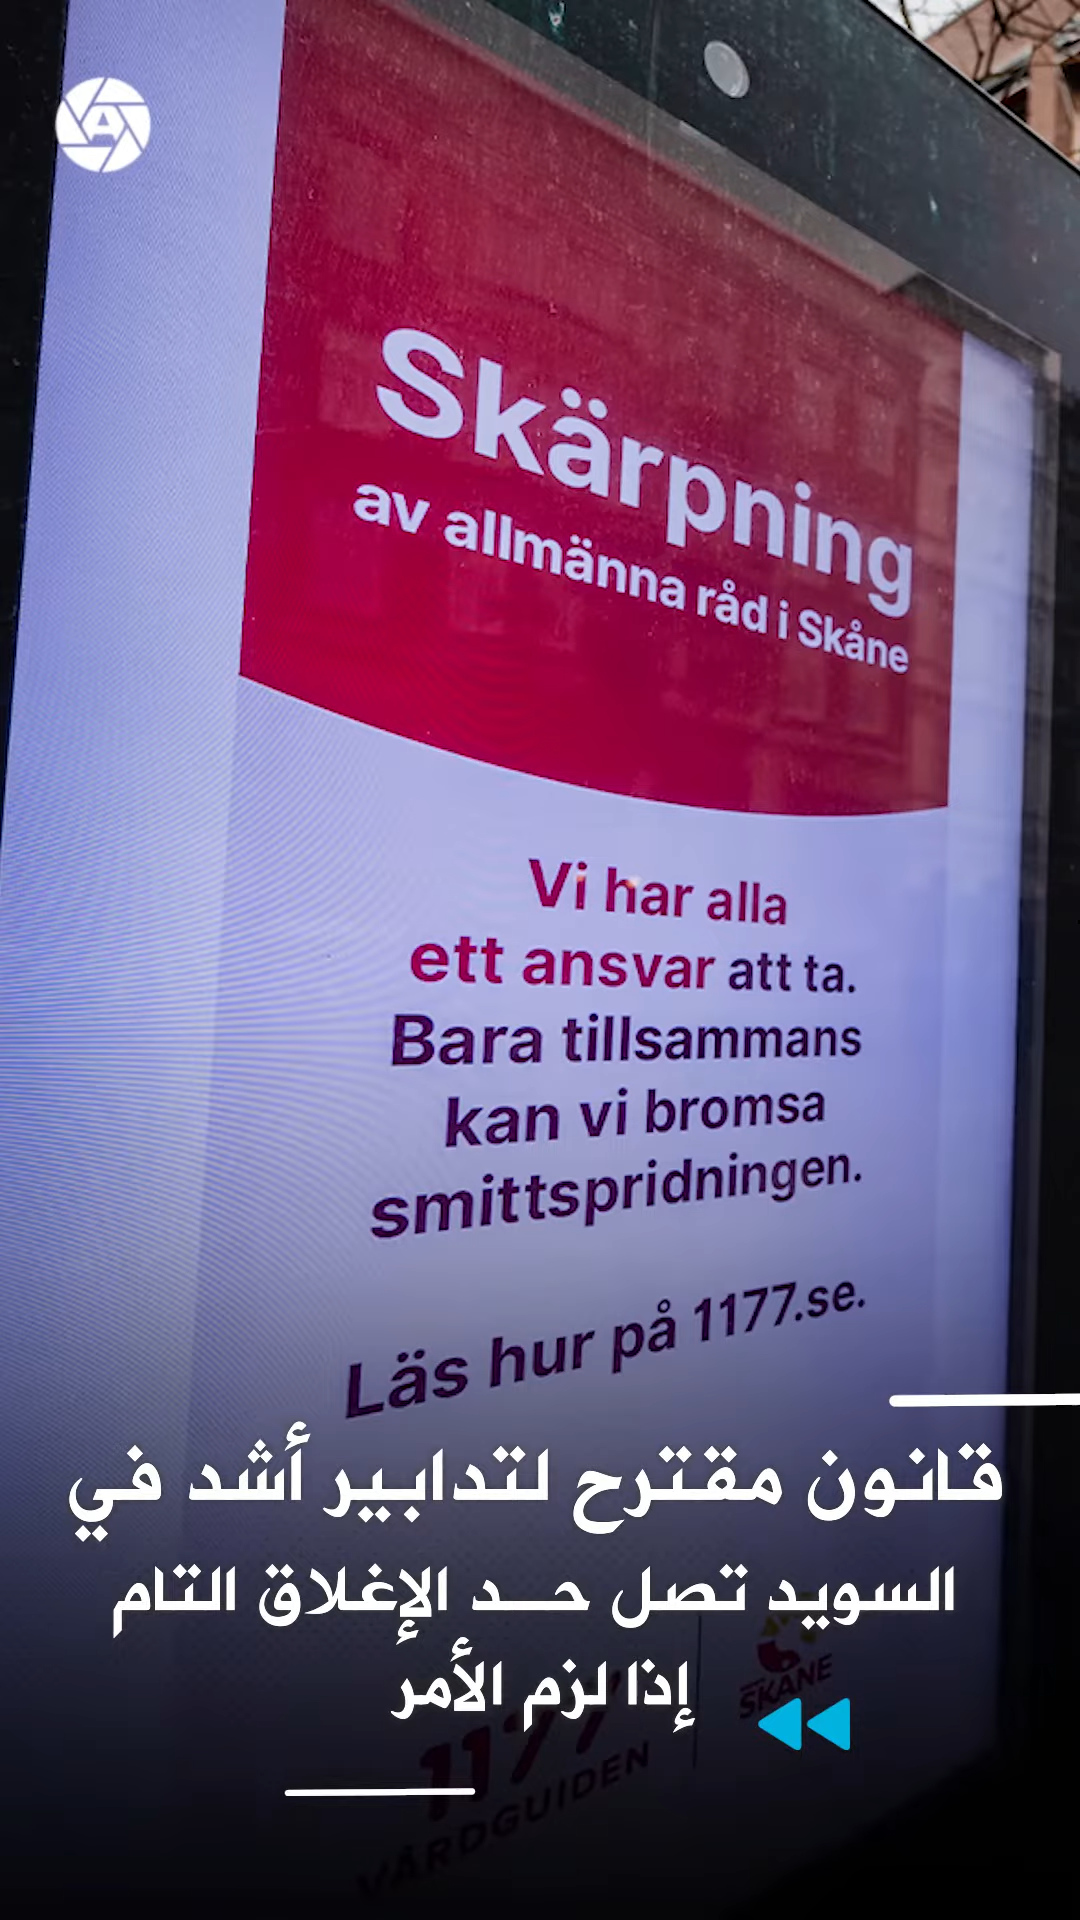 Skärpning
av allmänna råd i Skåne
Vi har alla
ett ansvar att ta.
Bara tillsammans
kan vi bromsa
smittspridningen.
Läs hur på 1177.se.
قانون مقترح لتدابير أشد في
السويد تصل حد الإغلاق التام
إذا لزم الأمر
SKÅNE
1177
VÅRDGUIDEN